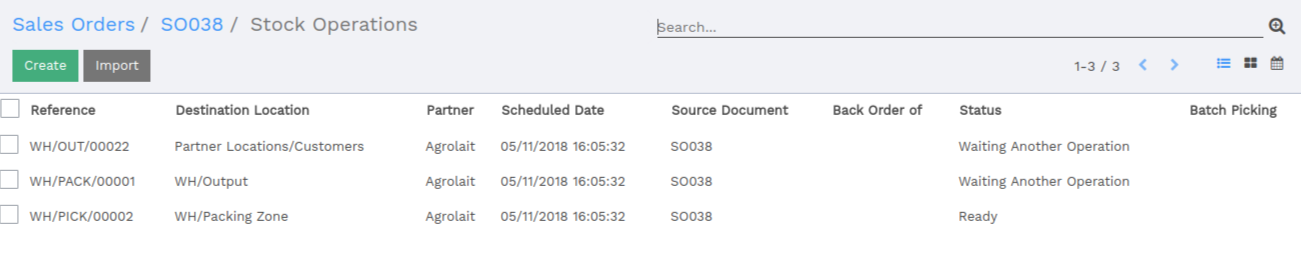 Sales Orders / SO038 / Stock Operations
Search...
Create Import
1-3 / 3
Reference Destination Location Partner Scheduled Date Source Document Back Order of Status Batch Picking
WH/OUT/00022 Partner Locations/Customers Agrolait 05/11/2018 16:05:32 SO038 Waiting Another Operation
WH/PACK/00001 WH/Output Agrolait 05/11/2018 16:05:32 SO038 Waiting Another Operation
WH/PICK/00002 WH/Packing Zone Agrolait 05/11/2018 16:05:32 SO038 Ready